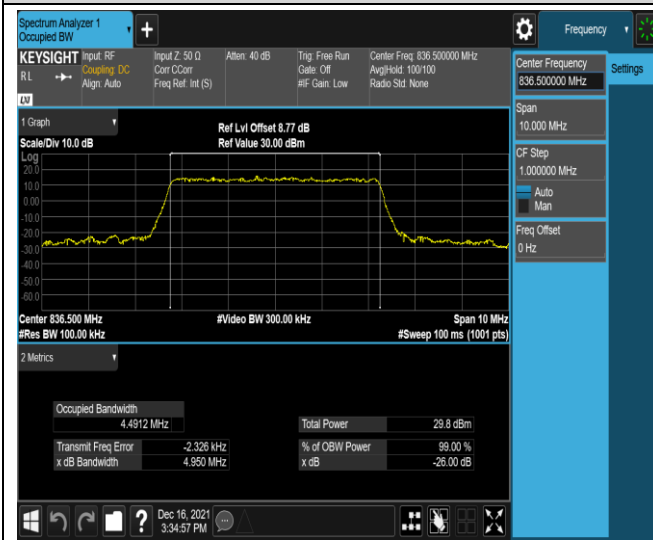 Spectrum Analyzer 1
Occupied BW
+
Frequency
KEYSIGHT
RL
LXI
Input: RF
Coupling: DC
Align: Auto
Input Z: 50 Ω
Corr CCorr
Freq Ref: Int (S)
Atten: 40 dB
Trig: Free Run
Gate: Off
#IF Gain: Low
Center Freq: 836.500000 MHz
Avg|Hold: 100/100
Radio Std: None
Center Frequency
836.500000 MHz
Settings
Span
10.000 MHz
CF Step
1.000000 MHz
Auto
Man
Freq Offset
0 Hz
1 Graph
Scale/Div 10.0 dB
Ref Lvl Offset 8.77 dB
Ref Value 30.00 dBm
Log
20.0
10.0
0.00
-10.0
-20.0
-30.0
-40.0
-50.0
-60.0
Center 836.500 MHz
#Res BW 100.00 kHz
#Video BW 300.00 kHz
Span 10 MHz
#Sweep 100 ms (1001 pts)
2 Metrics
Occupied Bandwidth
4.4912 MHz
Total Power 29.8 dBm
Transmit Freq Error -2.326 kHz
% of OBW Power 99.00 %
x dB Bandwidth 4.950 MHz
x dB -26.00 dB
?
Dec 16, 2021
3:34:57 PM